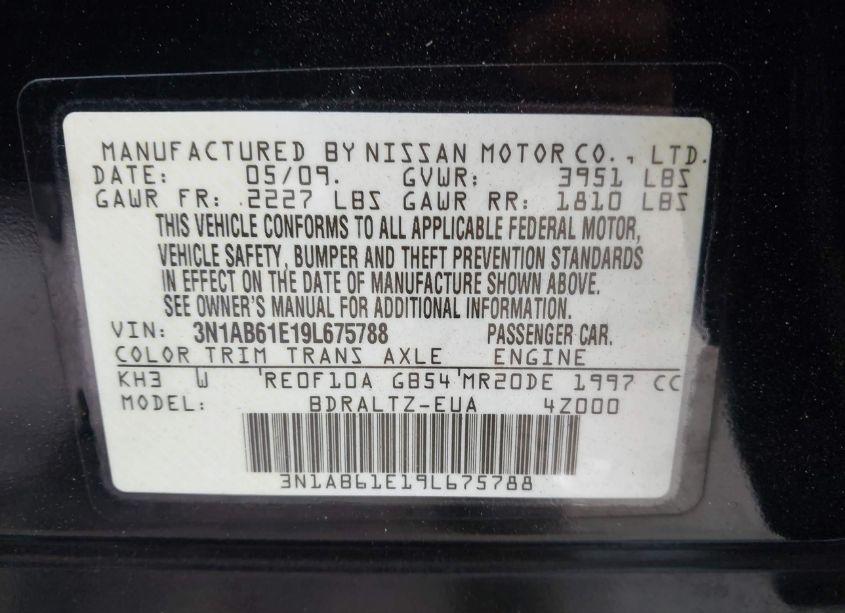 MANUFACTURED BY NISSAN MOTOR CO., LTD.
DATE: 05/09. GVWR: 3951 LBS
GAWR FR: 2227 LBS GAWR RR: 1810 LBS
THIS VEHICLE CONFORMS TO ALL APPLICABLE FEDERAL MOTOR,
VEHICLE SAFETY, BUMPER AND THEFT PREVENTION STANDARDS
IN EFFECT ON THE DATE OF MANUFACTURE SHOWN ABOVE.
SEE OWNER'S MANUAL FOR ADDITIONAL INFORMATION.
VIN: 3N1AB61E19L675788 PASSENGER CAR.
COLOR TRIM TRANS AXLE ENGINE
KH3 W RE0F10A GB54 MR20DE 1997 CC
MODEL: BDRALTZ-EUA 4Z000
3N1AB61E19L675788